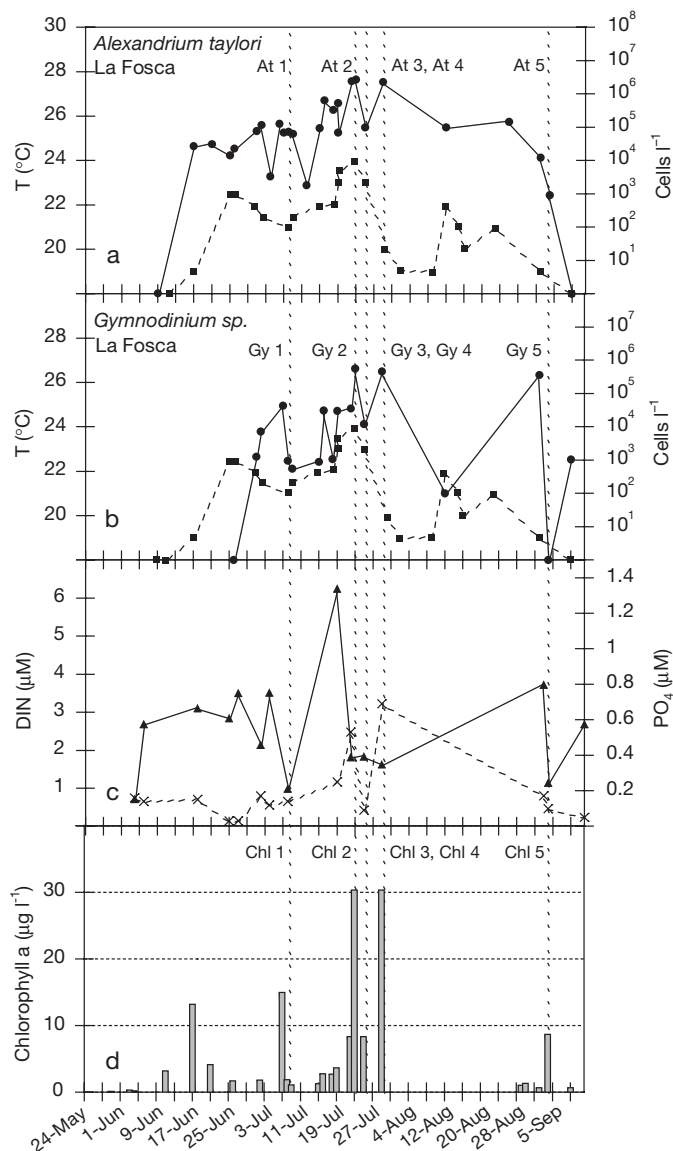 30
28
26
24
22
20
T (°C)
Alexandrium taylori
La Fosca
At 1
At 2
At 3, At 4
At 5
a
10⁸
10⁷
10⁶
10⁵
10⁴
10³
10²
10¹
Cells l⁻¹
28
26
24
22
20
T (°C)
Gymnodinium sp.
La Fosca
Gy 1
Gy 2
Gy 3, Gy 4
Gy 5
b
10⁷
10⁶
10⁵
10⁴
10³
10²
10¹
Cells l⁻¹
6
5
4
3
2
1
DIN (µM)
c
1.4
1.2
1
0.8
0.6
0.4
0.2
PO₄ (µM)
Chl 1
Chl 2
Chl 3, Chl 4
Chl 5
30
20
10
0
Chlorophyll a (µg l⁻¹)
d
24-May
1-Jun
9-Jun
17-Jun
25-Jun
3-Jul
11-Jul
19-Jul
27-Jul
4-Aug
12-Aug
20-Aug
28-Aug
5-Sep